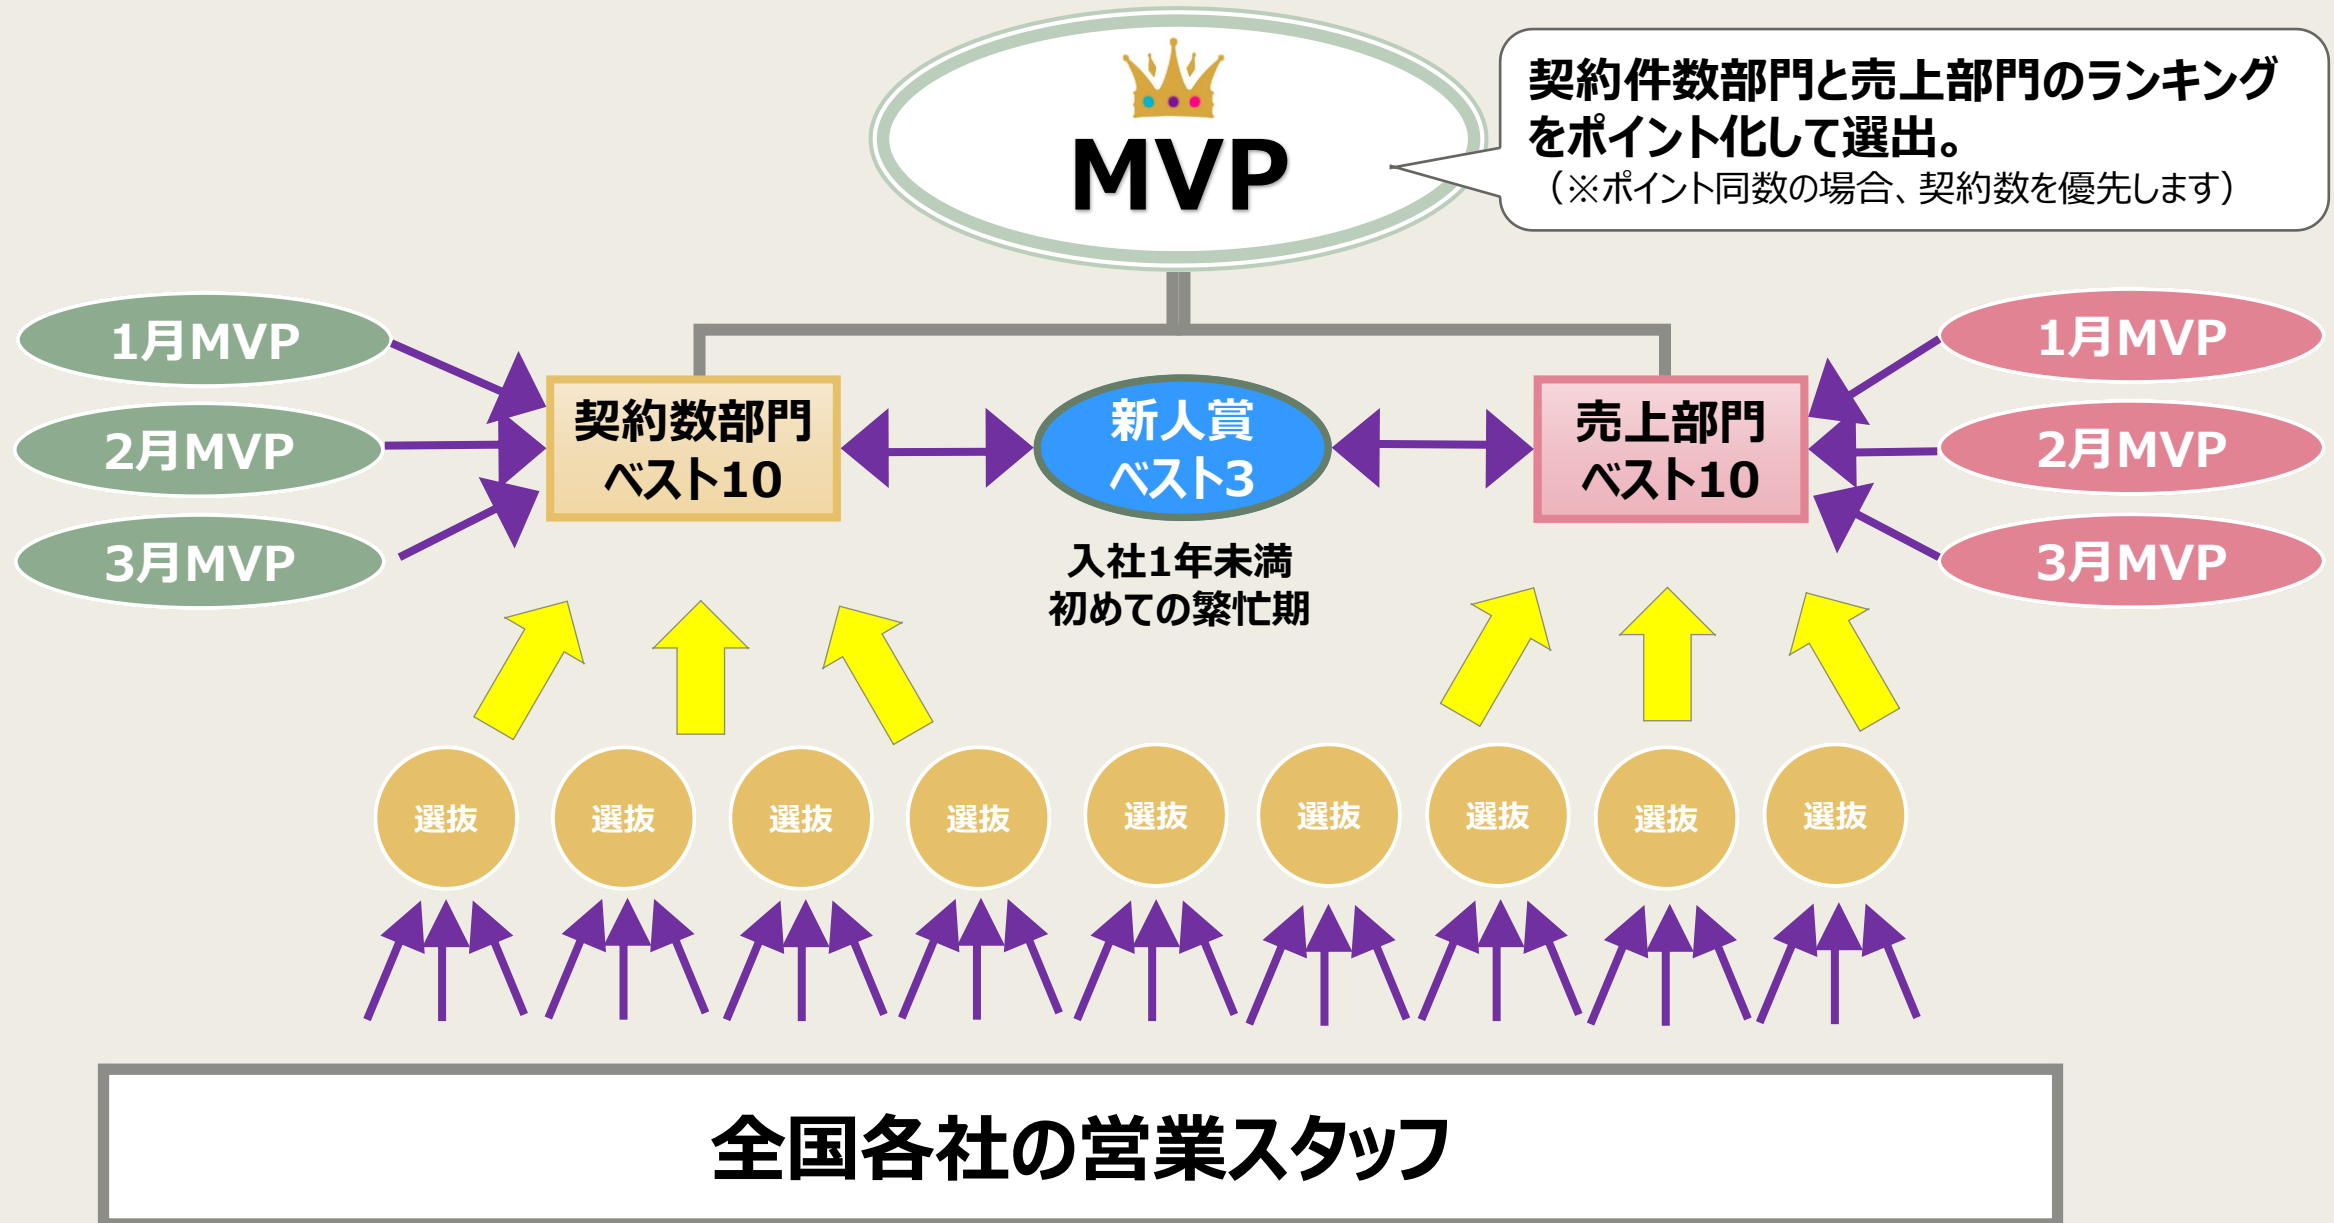 MVP
契約件数部門と売上部門のランキング
をポイント化して選出。
（※ポイント同数の場合、契約数を優先します）
1月MVP
2月MVP
3月MVP
契約数部門
ベスト10
新人賞
ベスト3
入社1年未満
初めての繁忙期
売上部門
ベスト10
1月MVP
2月MVP
3月MVP
選抜
選抜
選抜
選抜
選抜
選抜
選抜
選抜
選抜
全国各社の営業スタッフ